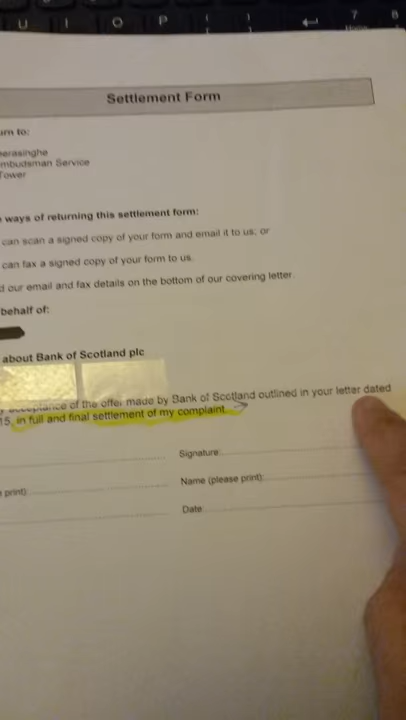 U I O P 7 8
Settlement Form
urn to:
eerasinghe
mbudsman Service
Tower
ways of returning this settlement form:
can scan a signed copy of your form and email it to us; or
can fax a signed copy of your form to us.
d our email and fax details on the bottom of our covering letter
behalf of:
about Bank of Scotland plc
acceptance of the offer made by Bank of Scotland outlined in your letter dated
15, in full and final settlement of my complaint
Signature:
print): Name (please print):
Date: